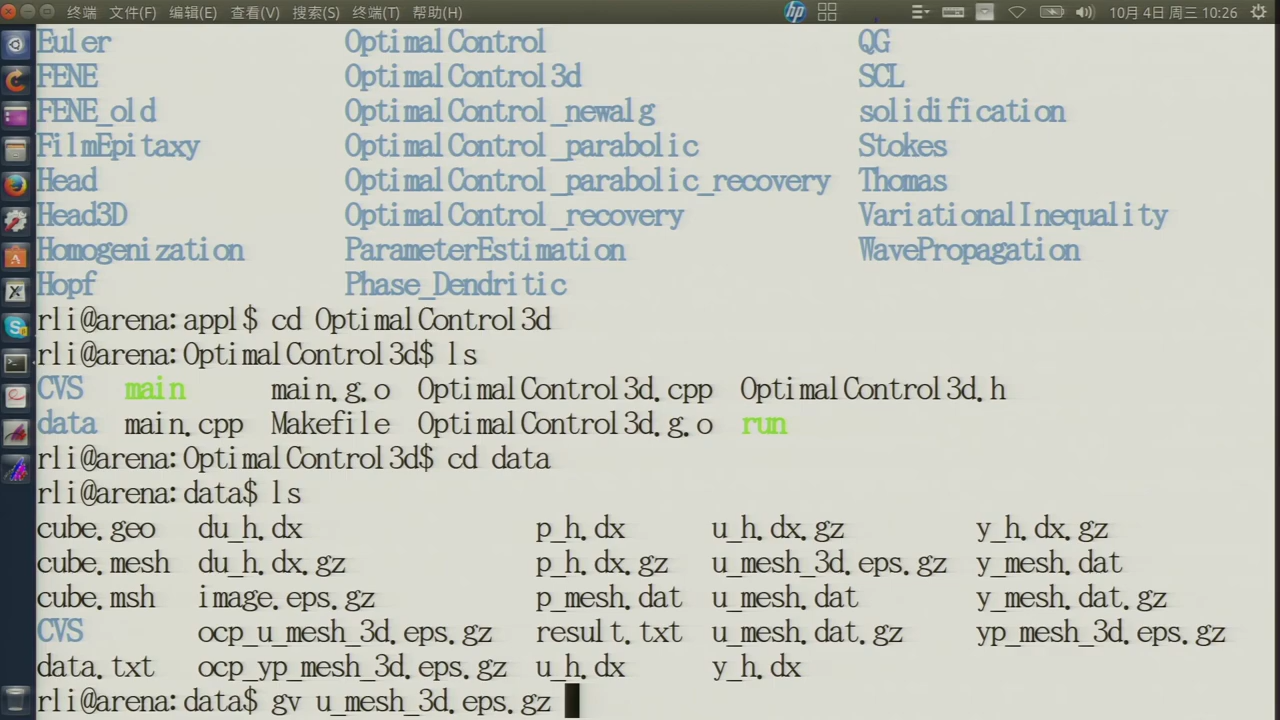 终端 文件(F) 编辑(E) 查看(V) 搜索(S) 终端(T) 帮助(H) hp 10月 4日 周三 10:26
Euler OptimalControl QG
FENE OptimalControl3d SCL
FENE_old OptimalControl_newalg solidification
FilmEpitaxy OptimalControl_parabolic Stokes
Head OptimalControl_parabolic_recovery Thomas
Head3D OptimalControl_recovery VariationalInequality
Homogenization ParameterEstimation WavePropagation
Hopf Phase_Dendritic
rli@arena:appl$ cd OptimalControl3d
rli@arena:OptimalControl3d$ ls
CVS main main.g.o OptimalControl3d.cpp OptimalControl3d.h
data main.cpp Makefile OptimalControl3d.g.o run
rli@arena:OptimalControl3d$ cd data
rli@arena:data$ ls
cube.geo du_h.dx p_h.dx u_h.dx.gz y_h.dx.gz
cube.mesh du_h.dx.gz p_h.dx.gz u_mesh_3d.eps.gz y_mesh.dat
cube.msh image.eps.gz p_mesh.dat u_mesh.dat y_mesh.dat.gz
CVS ocp_u_mesh_3d.eps.gz result.txt u_mesh.dat.gz yp_mesh_3d.eps.gz
data.txt ocp_yp_mesh_3d.eps.gz u_h.dx y_h.dx
rli@arena:data$ gv u_mesh_3d.eps.gz